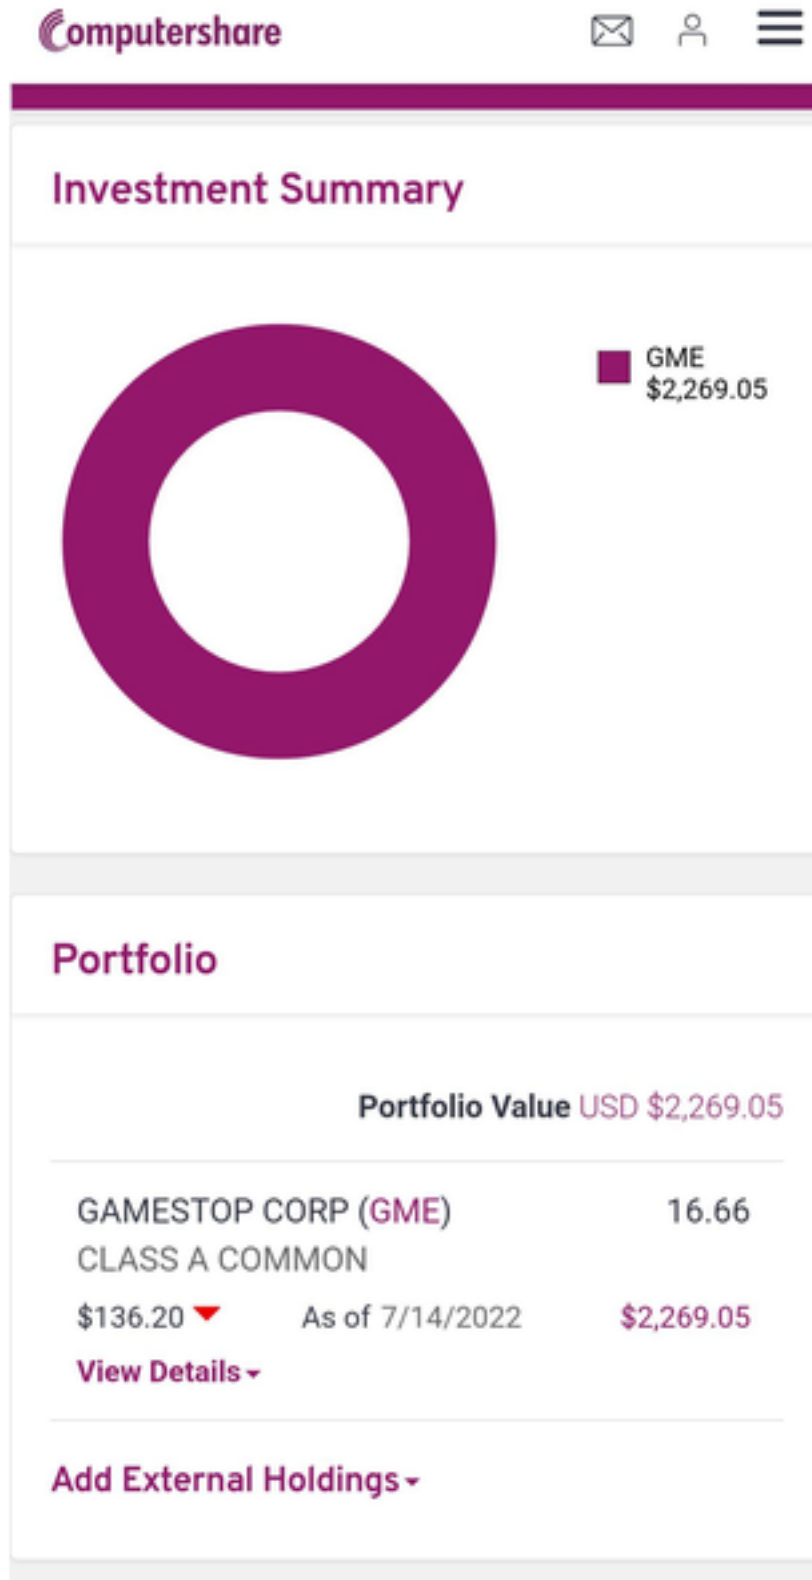 Computershare
Investment Summary
GME
$2,269.05
Portfolio
Portfolio Value USD $2,269.05
GAMESTOP CORP (GME) 16.66
CLASS A COMMON
$136.20 As of 7/14/2022 $2,269.05
View Details
Add External Holdings